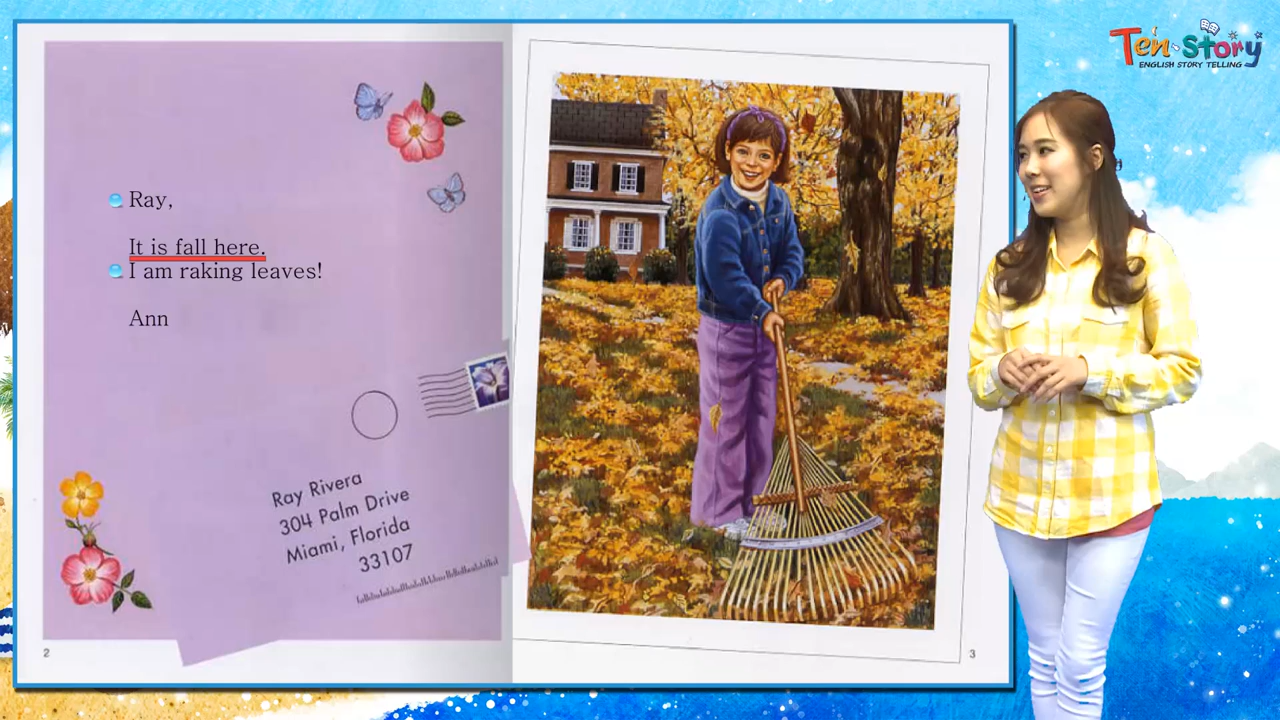 Ten Story
ENGLISH STORY TELLING
Ray,
It is fall here.
I am raking leaves!
Ann
Ray Rivera
304 Palm Drive
Miami, Florida
33107
2
3